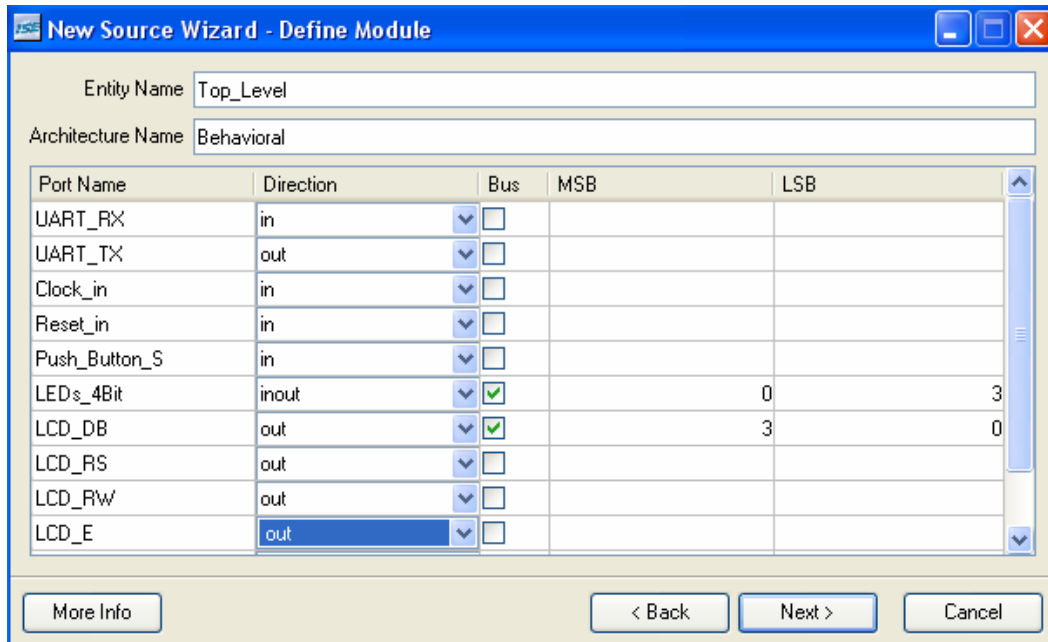 ISE New Source Wizard - Define Module
Entity Name Top_Level
Architecture Name Behavioral
Port Name Direction Bus MSB LSB
UART_RX in
UART_TX out
Clock_in in
Reset_in in
Push_Button_S in
LEDs_4Bit inout 0 3
LCD_DB out 3 0
LCD_RS out
LCD_RW out
LCD_E out
More Info < Back Next > Cancel